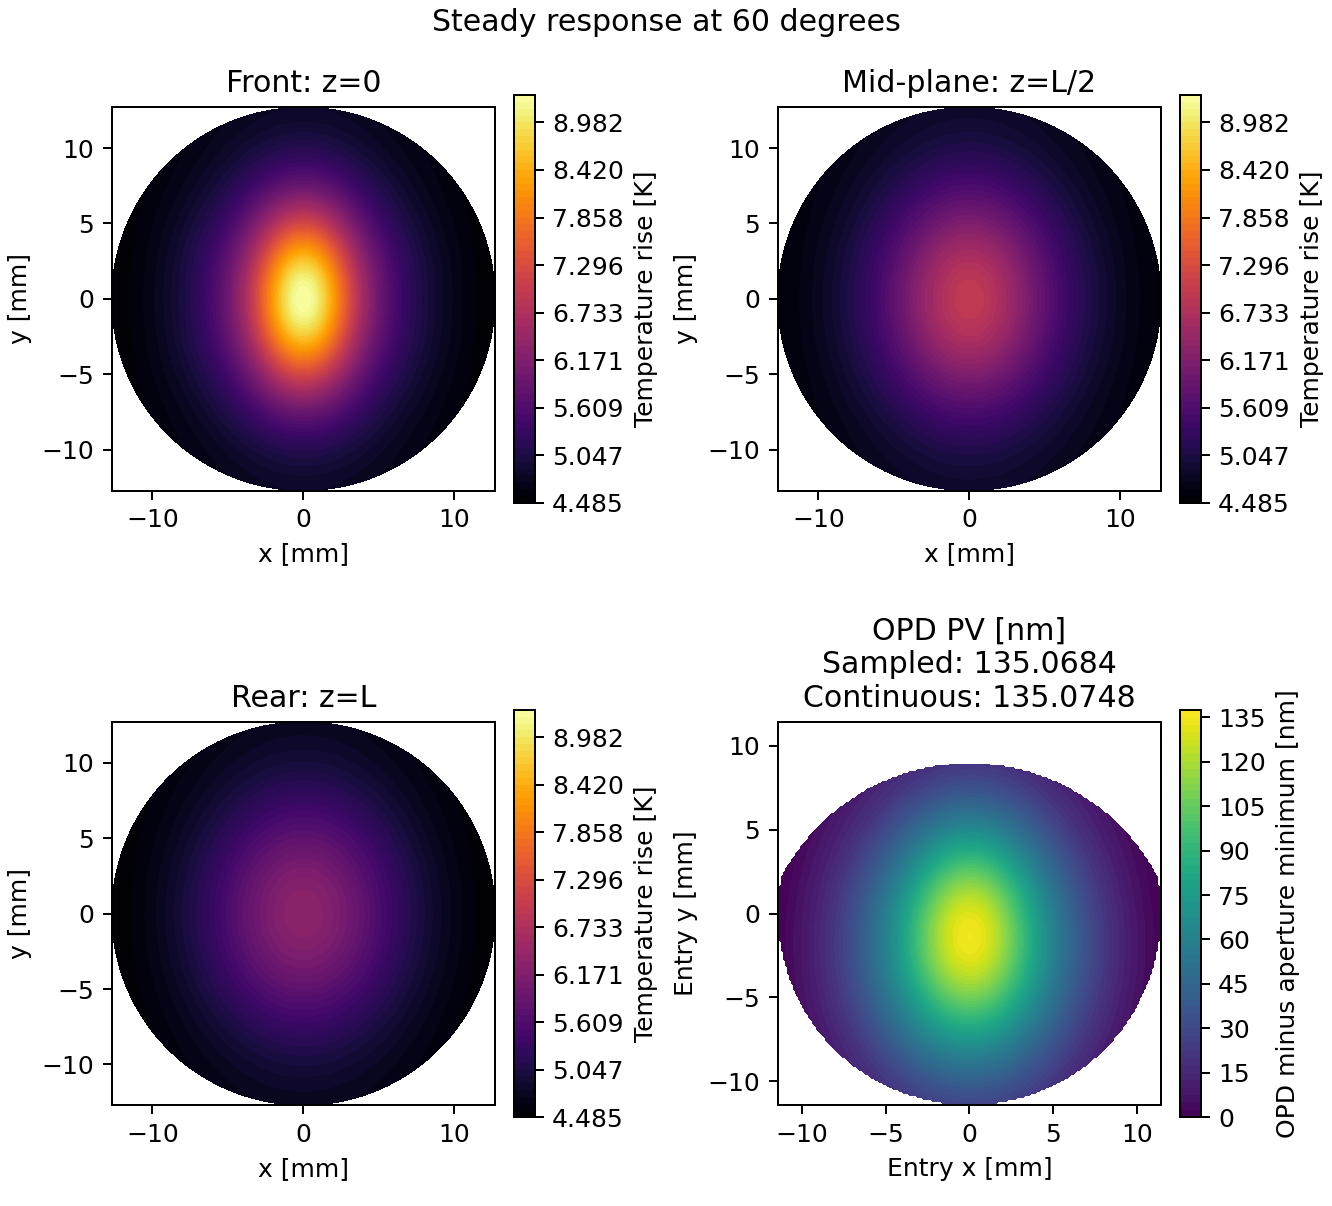 Steady response at 60 degrees
Front: z=0
10
5
0
−5
−10
y [mm]
−10 0 10
x [mm]
8.982
8.420
7.858
7.296
6.733
6.171
5.609
5.047
4.485
Temperature rise [K]
Mid-plane: z=L/2
10
5
0
−5
−10
y [mm]
−10 0 10
x [mm]
8.982
8.420
7.858
7.296
6.733
6.171
5.609
5.047
4.485
Temperature rise [K]
Rear: z=L
10
5
0
−5
−10
y [mm]
−10 0 10
x [mm]
8.982
8.420
7.858
7.296
6.733
6.171
5.609
5.047
4.485
Temperature rise [K]
OPD PV [nm]
Sampled: 135.0684
Continuous: 135.0748
10
5
0
−5
−10
Entry y [mm]
−10 −5 0 5 10
Entry x [mm]
135
120
105
90
75
60
45
30
15
0
OPD minus aperture minimum [nm]